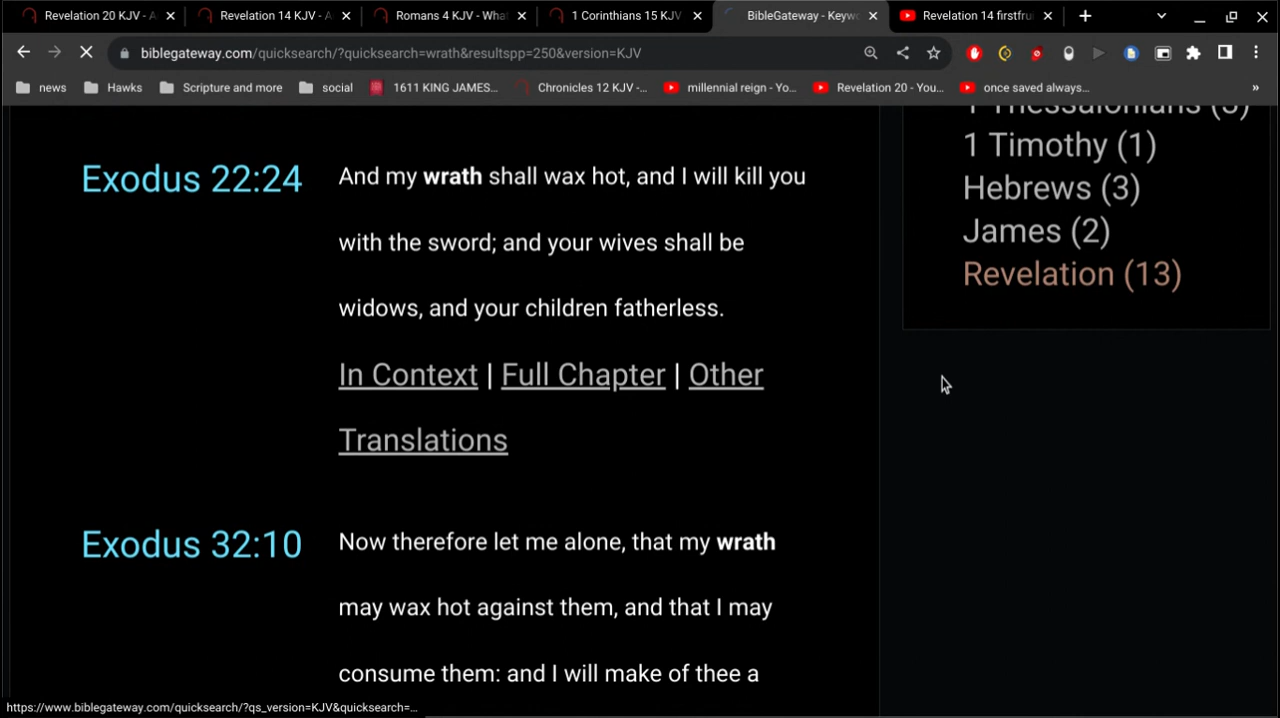 Revelation 20 KJV - A
Revelation 14 KJV - A
Romans 4 KJV - What
1 Corinthians 15 KJV
BibleGateway - Keywo
Revelation 14 firstfru
biblegateway.com/quicksearch/?quicksearch=wrath&resultspp=250&version=KJV
news
Hawks
Scripture and more
social
1611 KING JAMES...
Chronicles 12 KJV -...
millennial reign - Yo...
Revelation 20 - You...
once saved always...
»
1 Thessalonians (3)
1 Timothy (1)
Hebrews (3)
James (2)
Revelation (13)
Exodus 22:24
And my wrath shall wax hot, and I will kill you
with the sword; and your wives shall be
widows, and your children fatherless.
In Context | Full Chapter | Other
Translations
Exodus 32:10
Now therefore let me alone, that my wrath
may wax hot against them, and that I may
consume them: and I will make of thee a
https://www.biblegateway.com/quicksearch/?qs_version=KJV&quicksearch=...